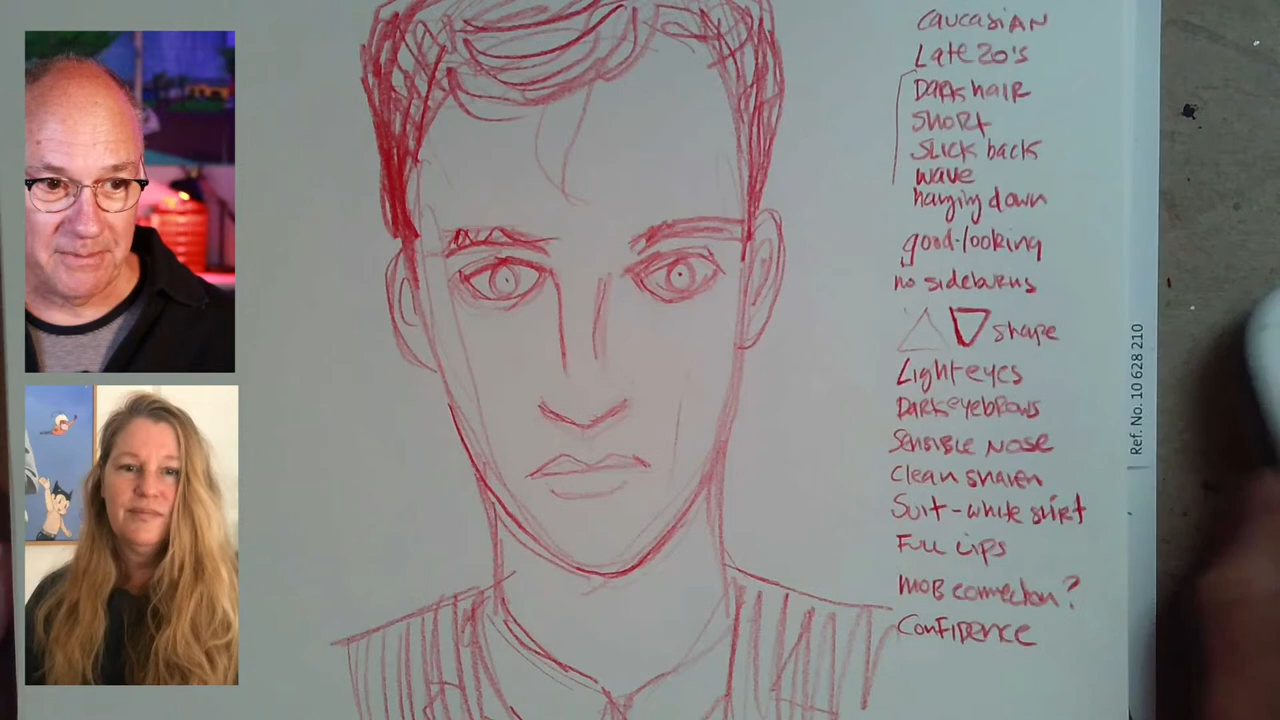 CAUCASIAN
Late 20's
DARK hair
SHORT
SLICK back
wave
hanging down
good-looking
no sideburns
shape
Light eyes
Dark eyebrows
Sensible Nose
Clean shaven
Suit-white shirt
Full Lips
MOB connection?
CONFIDENCE
Ref. No. 10 628 210